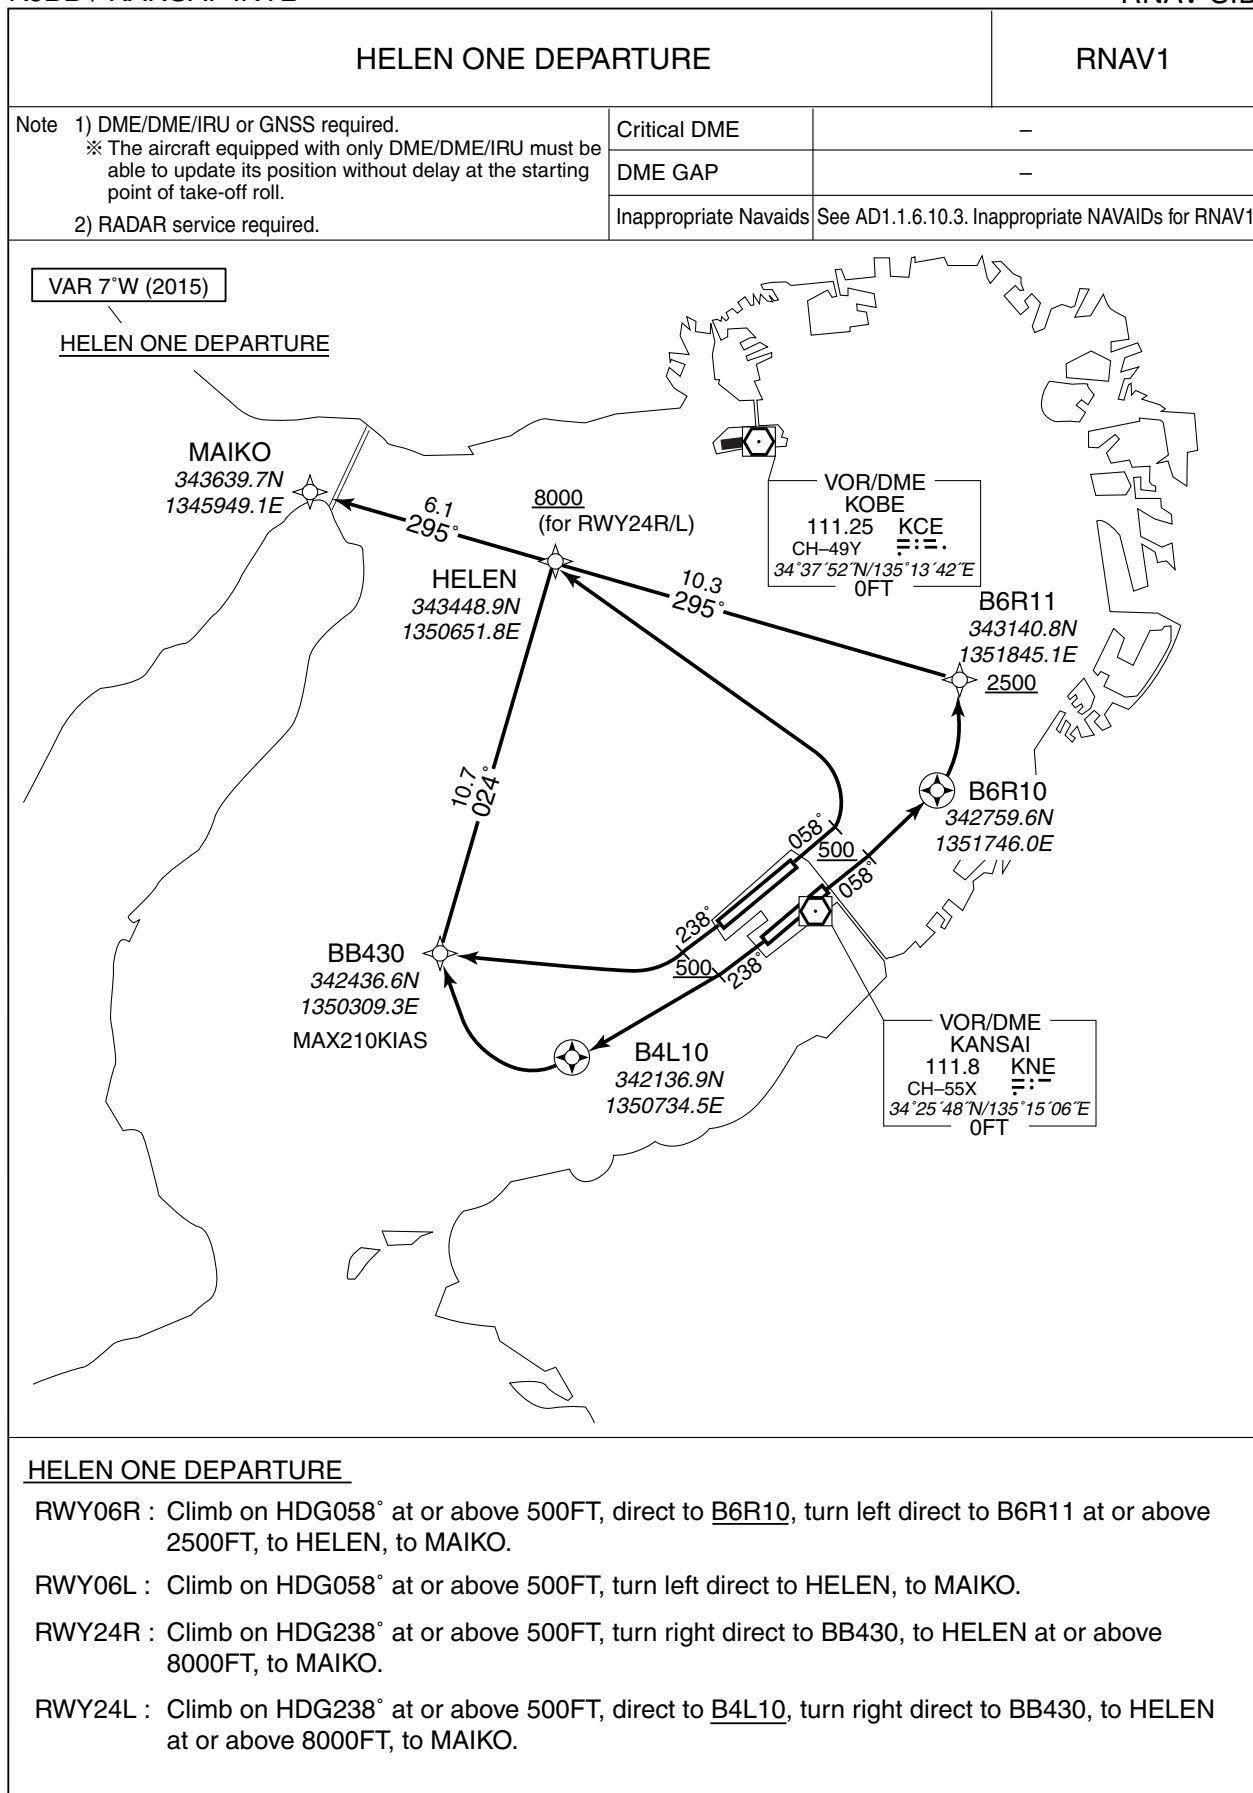 HELEN ONE DEPARTURE
RNAV1
Note 1) DME/DME/IRU or GNSS required.
※ The aircraft equipped with only DME/DME/IRU must be
able to update its position without delay at the starting
point of take-off roll.
2) RADAR service required.
Critical DME –
DME GAP –
Inappropriate Navaids See AD1.1.6.10.3. Inappropriate NAVAIDs for RNAV1
VAR 7˚W (2015)
HELEN ONE DEPARTURE
MAIKO
343639.7N
1345949.1E
6.1
295˚
8000
(for RWY24R/L)
HELEN
343448.9N
1350651.8E
VOR/DME
KOBE
111.25 KCE
CH–49Y
34˚37´52˝N/135˚13´42˝E
0FT
10.3
295˚
B6R11
343140.8N
1351845.1E
2500
10.7
024˚
B6R10
342759.6N
1351746.0E
058˚
500
058˚
238˚
500
238˚
BB430
342436.6N
1350309.3E
MAX210KIAS
B4L10
342136.9N
1350734.5E
VOR/DME
KANSAI
111.8 KNE
CH–55X
34˚25´48˝N/135˚15´06˝E
0FT
HELEN ONE DEPARTURE
RWY06R : Climb on HDG058˚ at or above 500FT, direct to B6R10, turn left direct to B6R11 at or above
2500FT, to HELEN, to MAIKO.
RWY06L : Climb on HDG058˚ at or above 500FT, turn left direct to HELEN, to MAIKO.
RWY24R : Climb on HDG238˚ at or above 500FT, turn right direct to BB430, to HELEN at or above
8000FT, to MAIKO.
RWY24L : Climb on HDG238˚ at or above 500FT, direct to B4L10, turn right direct to BB430, to HELEN
at or above 8000FT, to MAIKO.